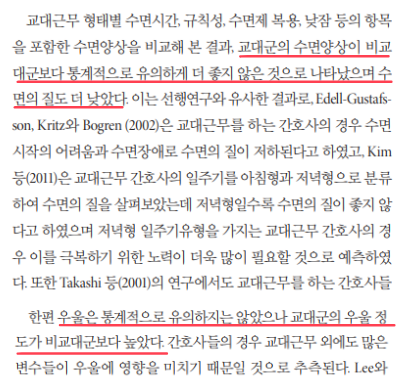 교대근무 형태별 수면시간, 규칙성, 수면제 복용, 낮잠 등의 항목
을 포함한 수면양상을 비교해 본 결과, 교대군의 수면양상이 비교
대군보다 통계적으로 유의하게 더 좋지 않은 것으로 나타났으며 수
면의 질도 더 낮았다. 이는 선행연구와 유사한 결과로, Edell-Gustafs-
son, Kritz와 Bogren (2002)은 교대근무를 하는 간호사의 경우 수면
시작의 어려움과 수면장애로 수면의 질이 저하된다고 하였고, Kim
등(2011)은 교대근무 간호사의 일주기를 아침형과 저녁형으로 분류
하여 수면의 질을 살펴보았는데 저녁형일수록 수면의 질이 좋지 않
다고 하였으며 저녁형 일주기유형을 가지는 교대근무 간호사의 경
우 이를 극복하기 위한 노력이 더욱 많이 필요할 것으로 예측하였
다. 또한 Takashi 등(2001)의 연구에서도 교대근무를 하는 간호사들
한편 우울은 통계적으로 유의하지는 않았으나 교대군의 우울 정
도가 비교대군보다 높았다. 간호사들의 경우 교대근무 외에도 많은
변수들이 우울에 영향을 미치기 때문일 것으로 추측된다. Lee와